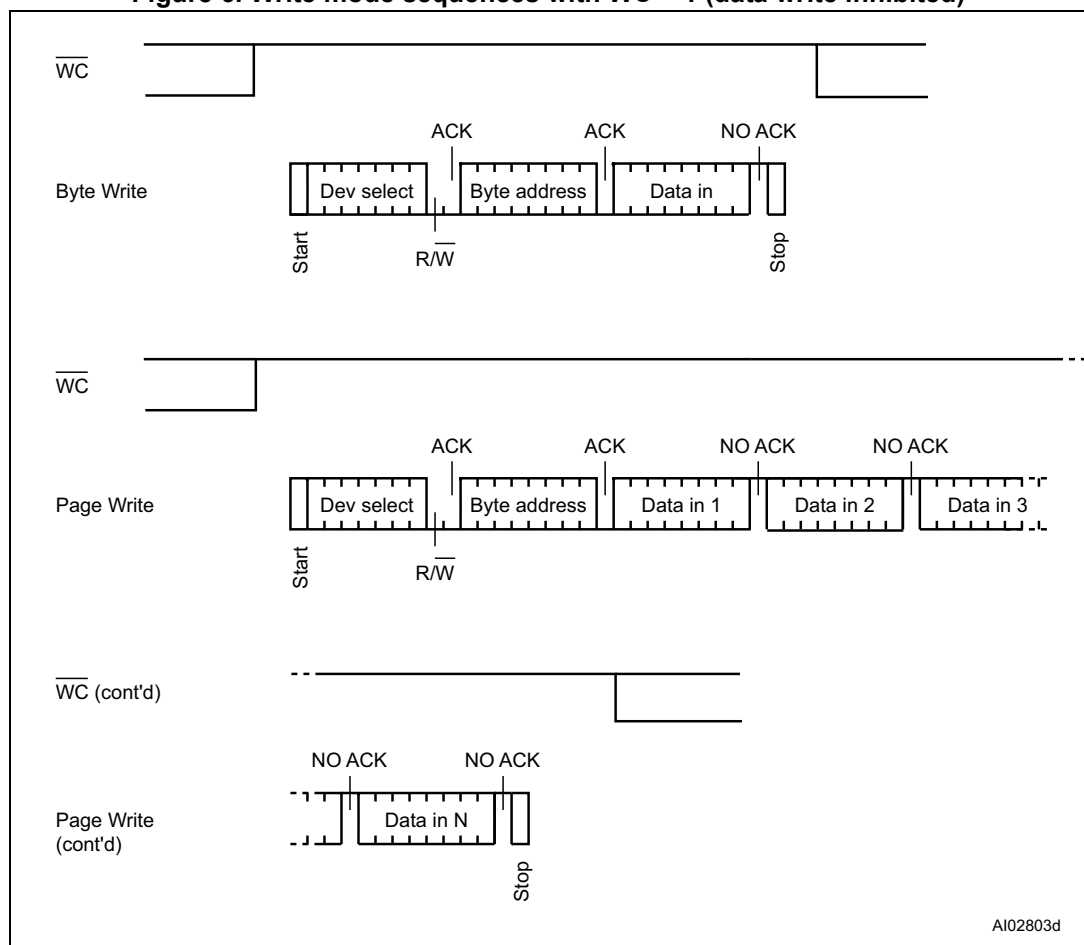 WC
ACK ACK NO ACK
Byte Write Dev select Byte address Data in
Start R/W Stop
WC
ACK ACK NO ACK NO ACK
Page Write Dev select Byte address Data in 1 Data in 2 Data in 3
Start R/W
WC (cont'd)
NO ACK NO ACK
Page Write Data in N
(cont'd)
Stop
AI02803d